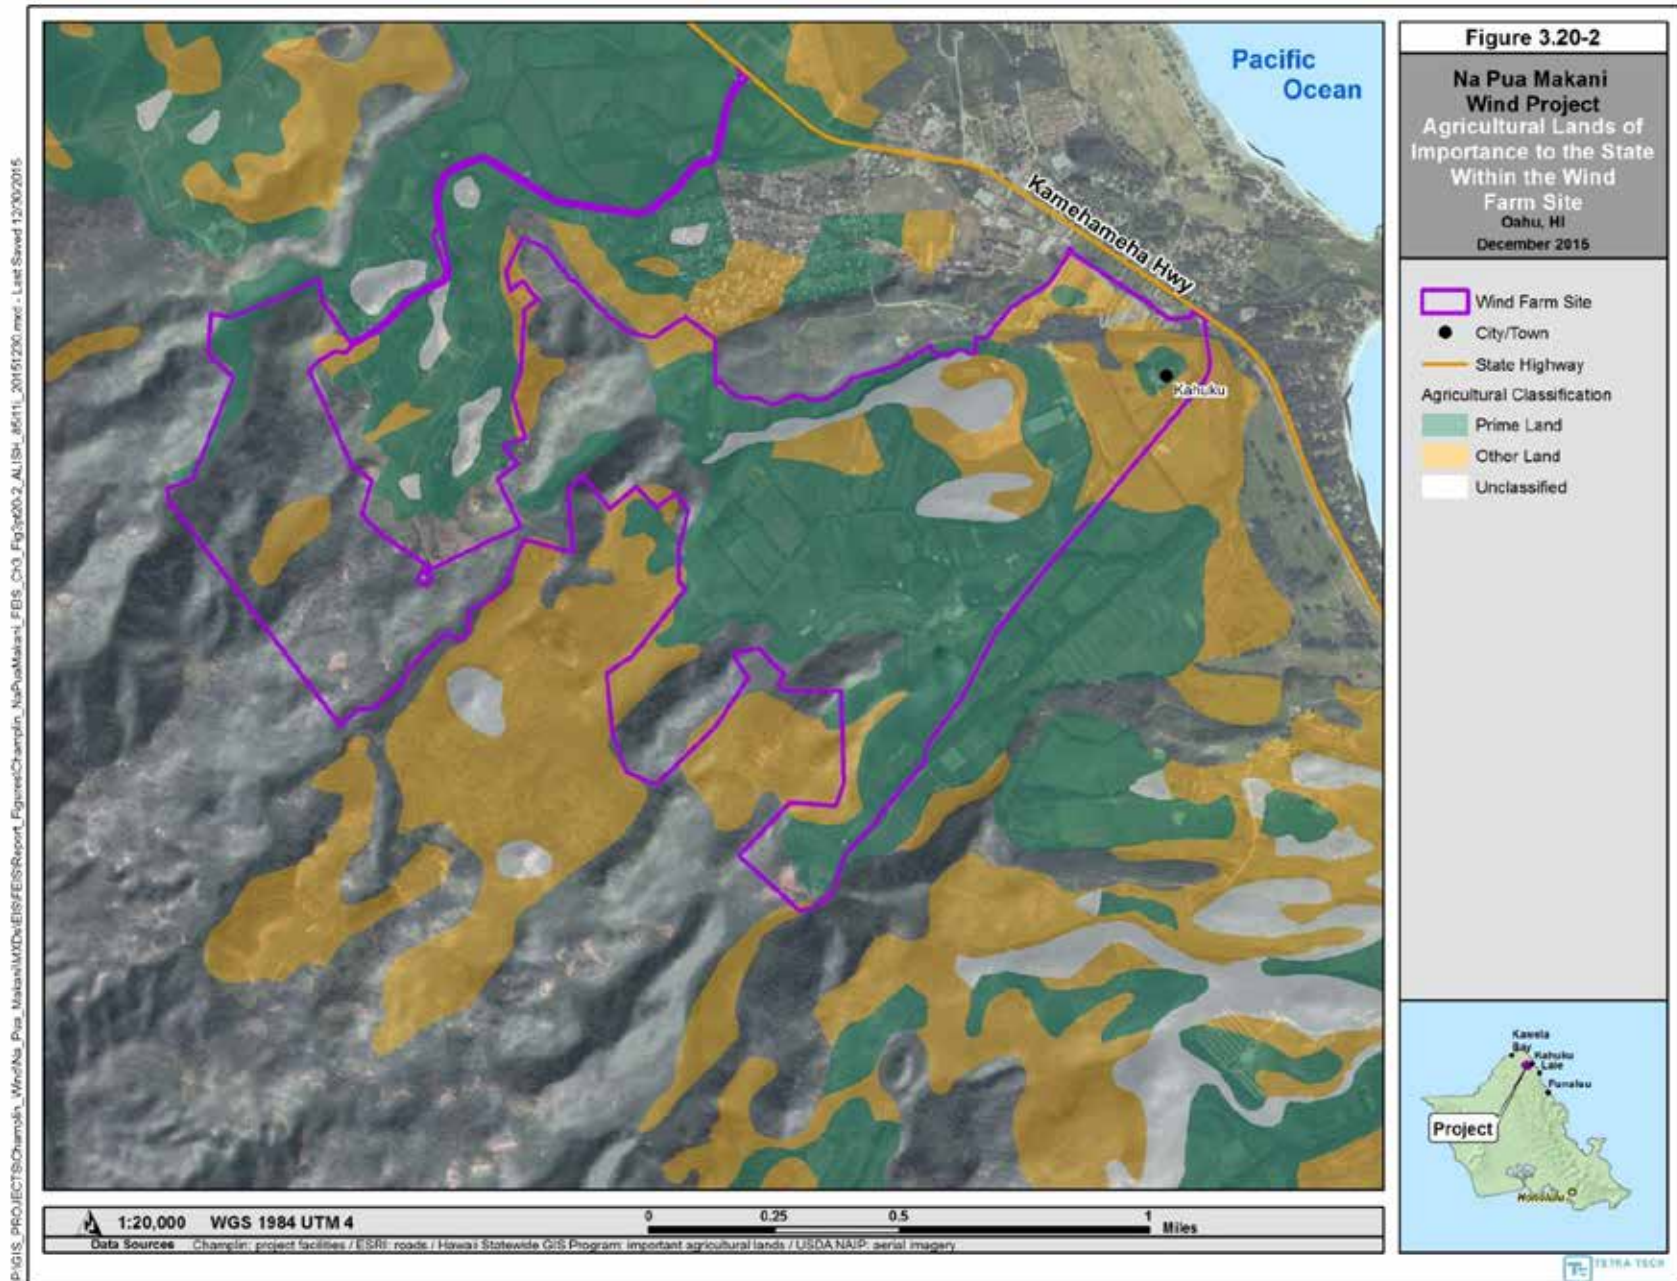 Figure 3.20-2
Na Pua Makani
Wind Project
Agricultural Lands of
Importance to the State
Within the Wind
Farm Site
Oahu, HI
December 2015
Wind Farm Site
City/Town
State Highway
Agricultural Classification
Prime Land
Other Land
Unclassified
Pacific
Ocean
Kamehameha Hwy
Kahuku
Kawela
Bay
Kahuku
Laie
Punaluu
Project
Honolulu
1:20,000 WGS 1984 UTM 4
0 0.25 0.5 1
Miles
Data Sources Champlin: project facilities / ESRI: roads / Hawaii Statewide GIS Program: important agricultural lands / USDA NAIP: aerial imagery
TETRA TECH